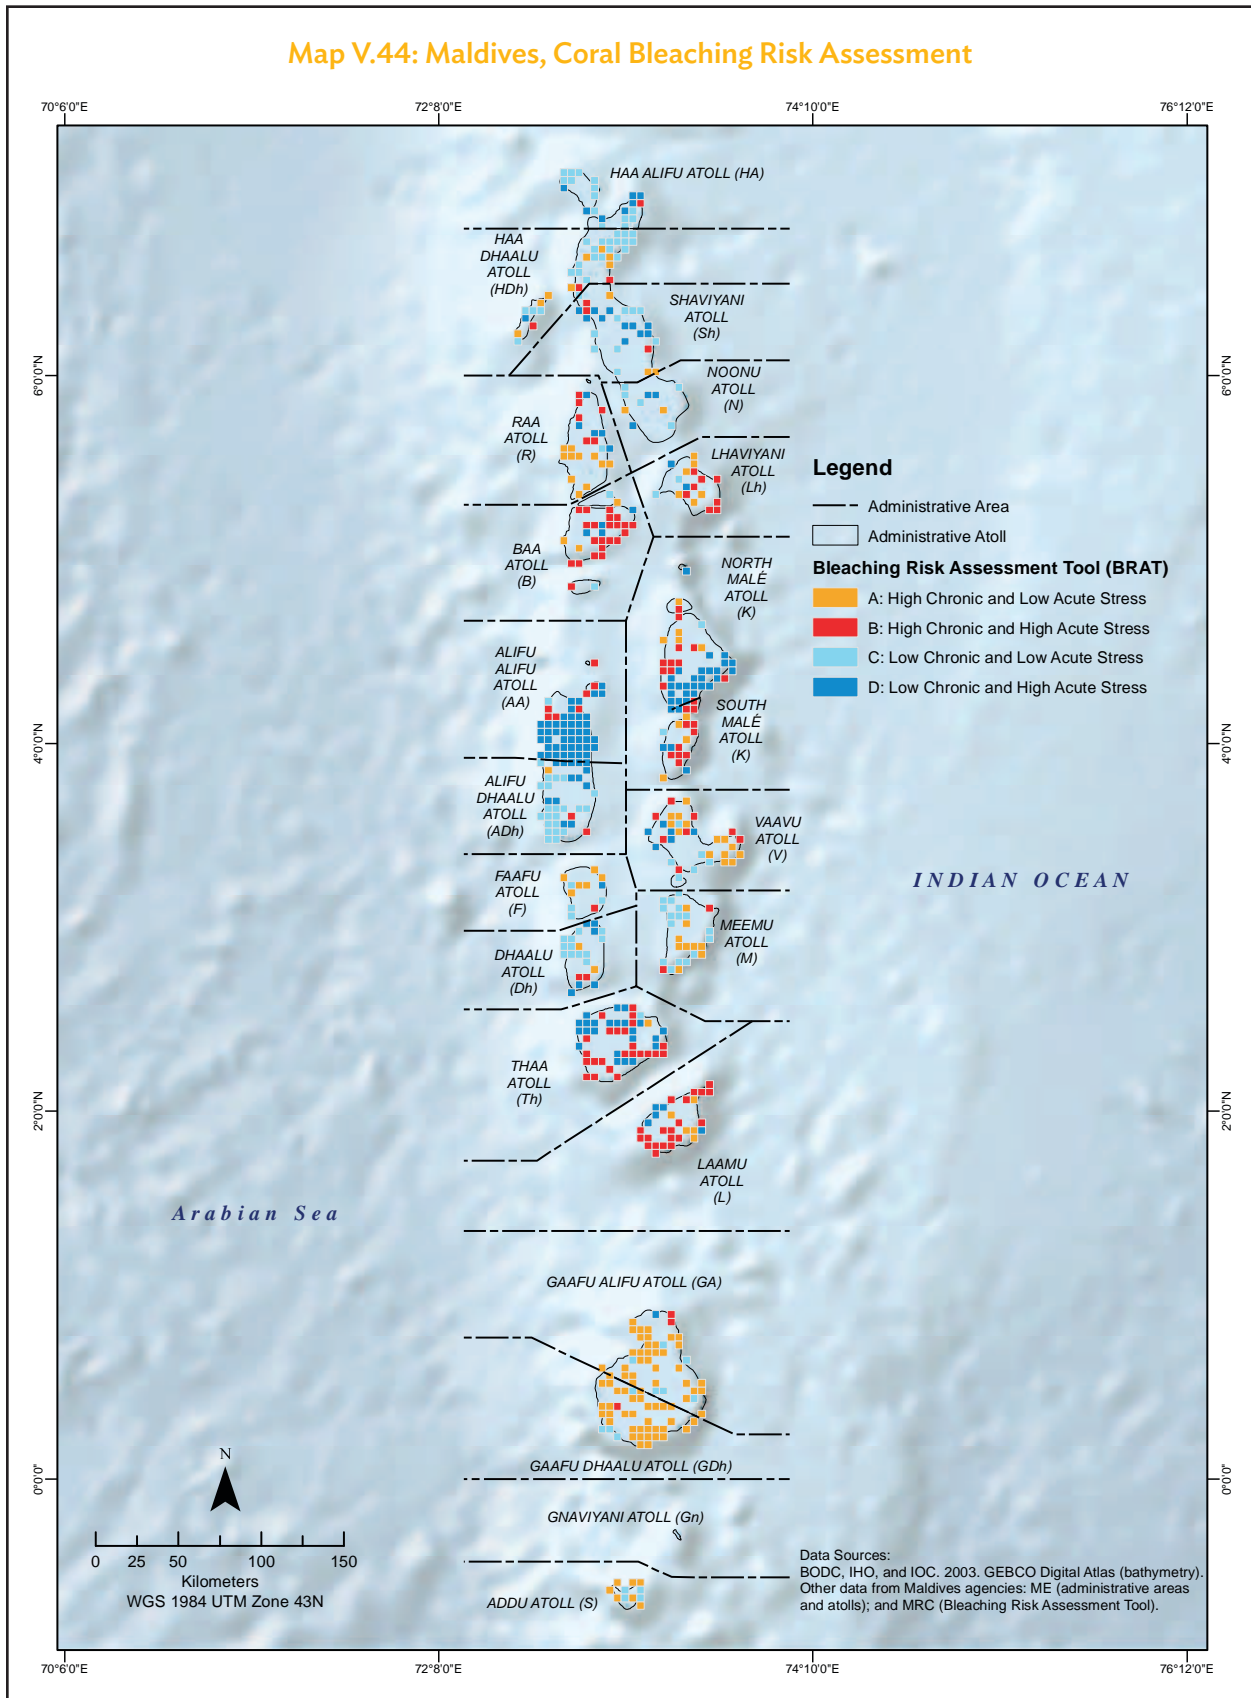 Map V.44: Maldives, Coral Bleaching Risk Assessment
70°6'0"E
72°8'0"E
74°10'0"E
76°12'0"E
HAA ALIFU ATOLL (HA)
HAA
DHAALU
ATOLL
(HDh)
SHAVIYANI
ATOLL
(Sh)
6°0'0"N
6°0'0"N
NOONU
ATOLL
(N)
RAA
ATOLL
(R)
LHAVIYANI
ATOLL
(Lh)
BAA
ATOLL
(B)
NORTH
MALÉ
ATOLL
(K)
Legend
Administrative Area
Administrative Atoll
Bleaching Risk Assessment Tool (BRAT)
A: High Chronic and Low Acute Stress
B: High Chronic and High Acute Stress
C: Low Chronic and Low Acute Stress
D: Low Chronic and High Acute Stress
ALIFU
ALIFU
ATOLL
(AA)
SOUTH
MALÉ
ATOLL
(K)
4°0'0"N
4°0'0"N
ALIFU
DHAALU
ATOLL
(ADh)
VAAVU
ATOLL
(V)
FAAFU
ATOLL
(F)
INDIAN OCEAN
MEEMU
ATOLL
(M)
DHAALU
ATOLL
(Dh)
THAA
ATOLL
(Th)
2°0'0"N
2°0'0"N
LAAMU
ATOLL
(L)
Arabian Sea
GAAFU ALIFU ATOLL (GA)
GAAFU DHAALU ATOLL (GDh)
0°0'0"
0°0'0"
GNAVIYANI ATOLL (Gn)
ADDU ATOLL (S)
N
0 25 50 100 150
Kilometers
WGS 1984 UTM Zone 43N
Data Sources:
BODC, IHO, and IOC. 2003. GEBCO Digital Atlas (bathymetry).
Other data from Maldives agencies: ME (administrative areas
and atolls); and MRC (Bleaching Risk Assessment Tool).
70°6'0"E
72°8'0"E
74°10'0"E
76°12'0"E